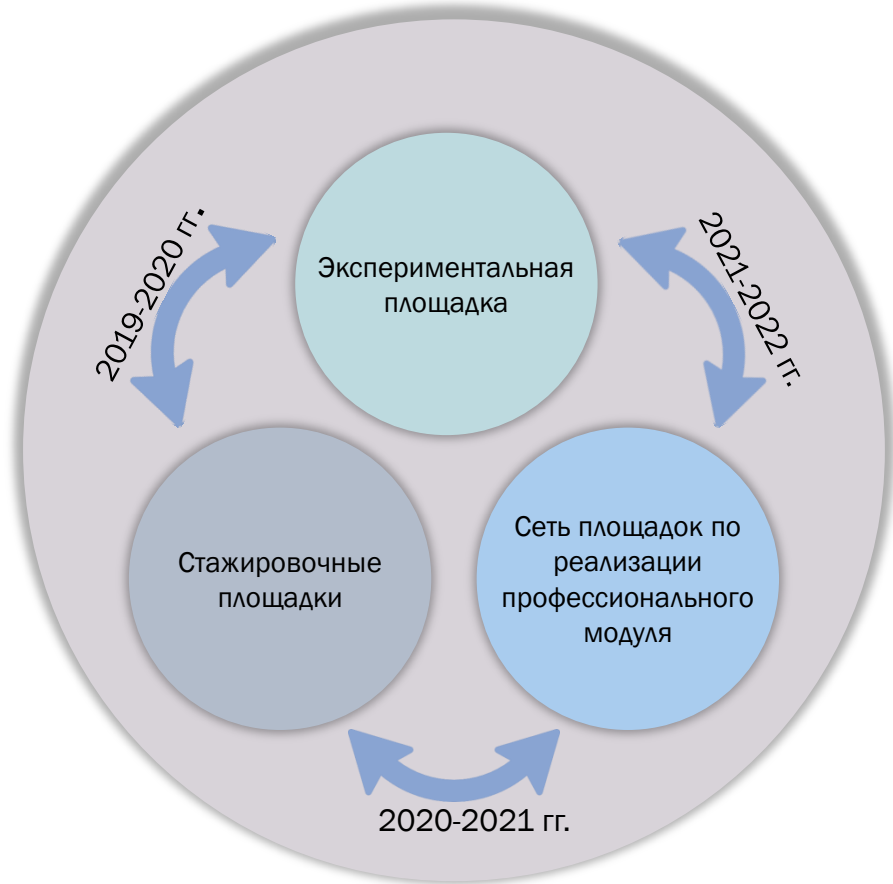 Экспериментальная
площадка
2019-2020 гг.
2021-2022 гг.
Стажировочные
площадки
Сеть площадок по
реализации
профессионального
модуля
2020-2021 гг.